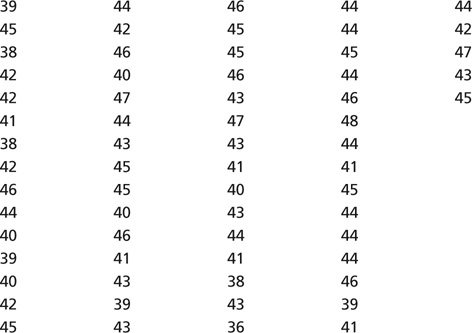 39 44 46 44 44
45 42 45 44 42
38 46 45 45 47
42 40 46 44 43
42 47 43 46 45
41 44 47 48
38 43 43 44
42 45 41 41
46 45 40 45
44 40 43 44
40 46 44 44
39 41 41 44
40 43 38 46
42 39 43 39
45 43 36 41